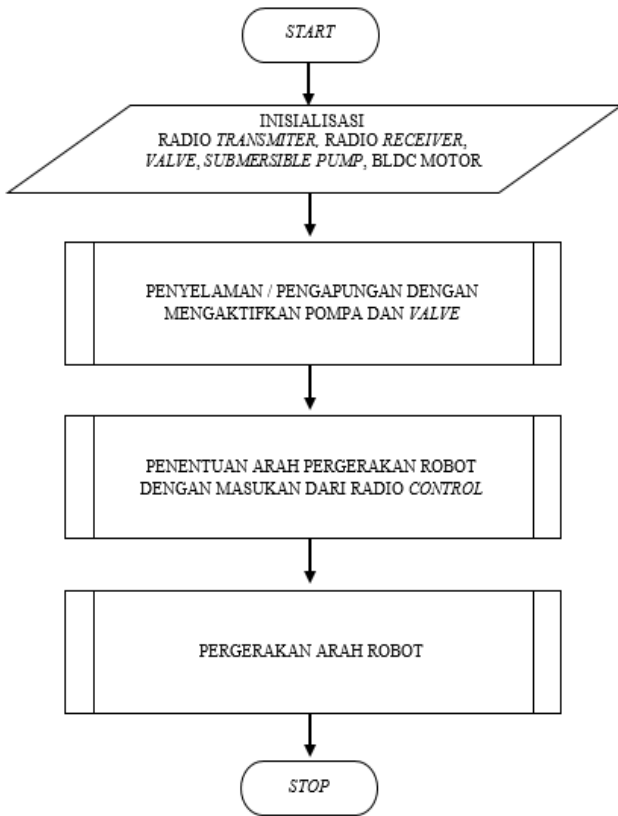 START
INISIALISASI
RADIO TRANSMITER, RADIO RECEIVER,
VALVE, SUBMERSIBLE PUMP, BLDC MOTOR
PENYELAMAN / PENGAPUNGAN DENGAN
MENGAKTIFKAN POMPA DAN VALVE
PENENTUAN ARAH PERGERAKAN ROBOT
DENGAN MASUKAN DARI RADIO CONTROL
PERGERAKAN ARAH ROBOT
STOP